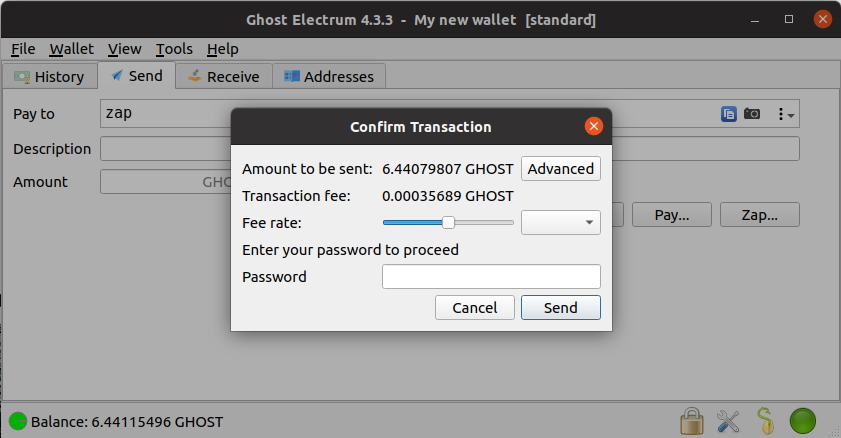 Ghost Electrum 4.3.3 - My new wallet [standard]
File Wallet View Tools Help
History Send Receive Addresses
Pay to zap
Description
Amount GHO
Pay... Zap...
Confirm Transaction
Amount to be sent: 6.44079807 GHOST Advanced
Transaction fee: 0.00035689 GHOST
Fee rate:
Enter your password to proceed
Password
Cancel Send
Balance: 6.44115496 GHOST